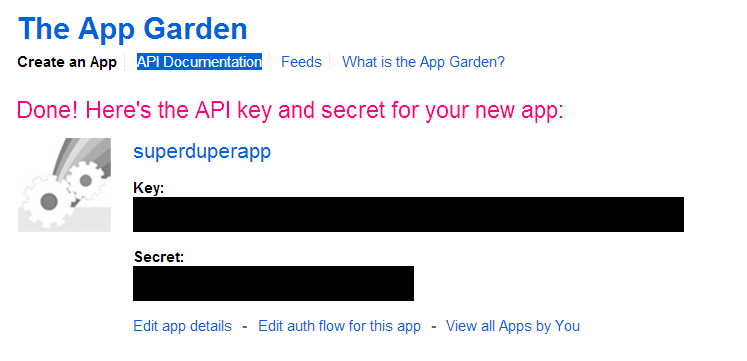 The App Garden
Create an App API Documentation Feeds What is the App Garden?
Done! Here's the API key and secret for your new app:
superduperapp
Key:
Secret:
Edit app details - Edit auth flow for this app - View all Apps by You